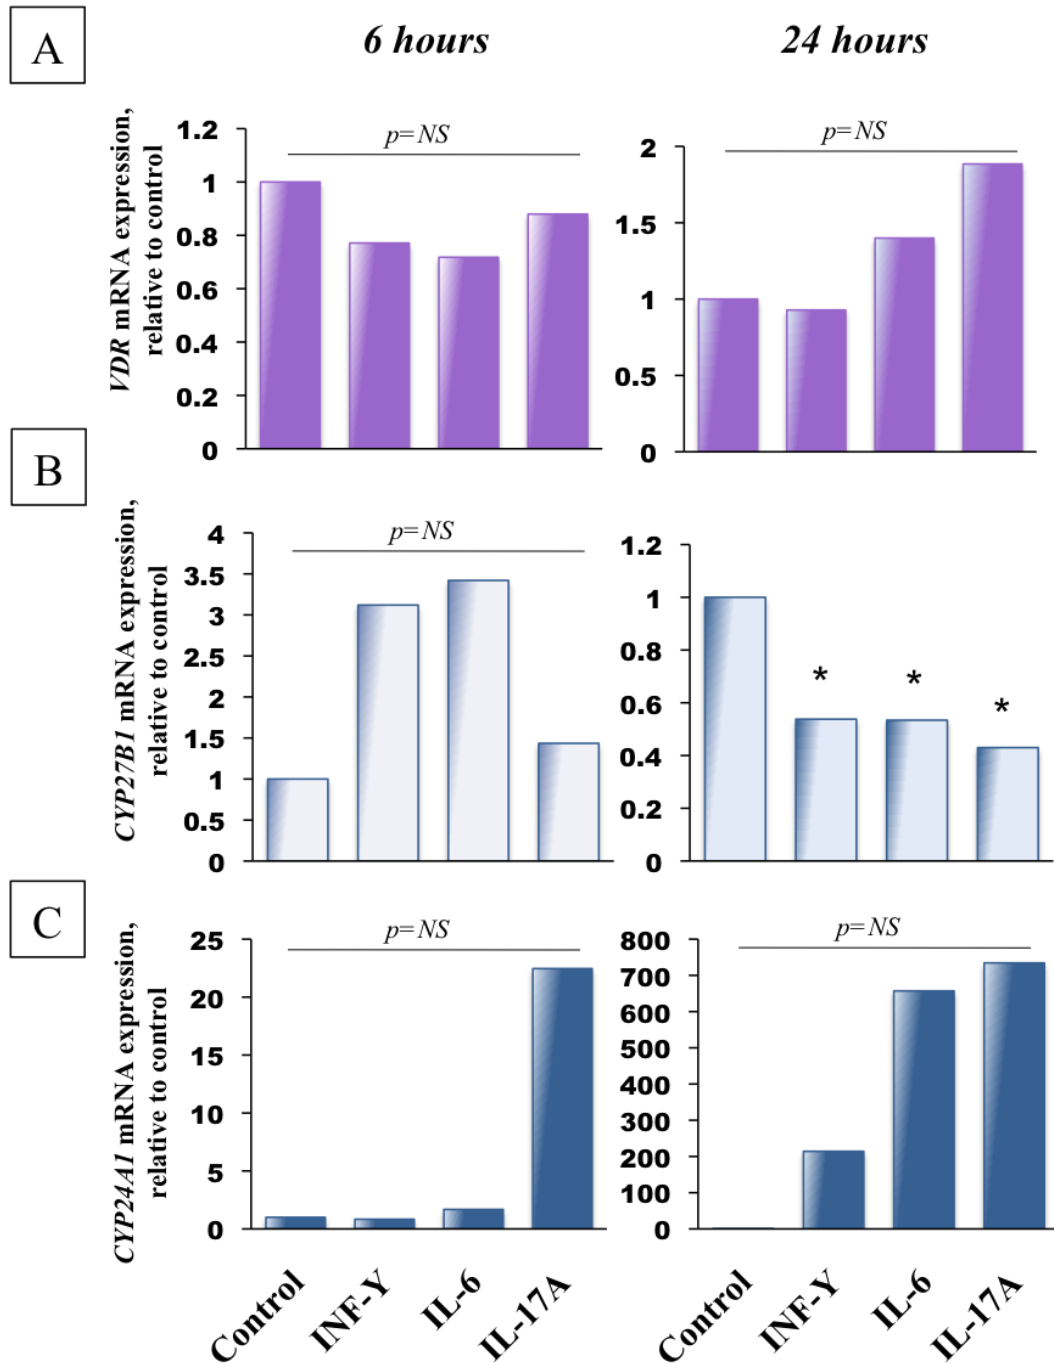 A
6 hours
24 hours
VDR mRNA expression,
relative to control
p=NS
1.2
1
0.8
0.6
0.4
0.2
0
p=NS
2
1.5
1
0.5
0
B
CYP27B1 mRNA expression,
relative to control
p=NS
4
3.5
3
2.5
2
1.5
1
0.5
0
1.2
1
0.8
0.6
0.4
0.2
0
*
*
*
C
CYP24A1 mRNA expression,
relative to control
p=NS
25
20
15
10
5
0
p=NS
800
700
600
500
400
300
200
100
0
Control
INF-Y
IL-6
IL-17A
Control
INF-Y
IL-6
IL-17A